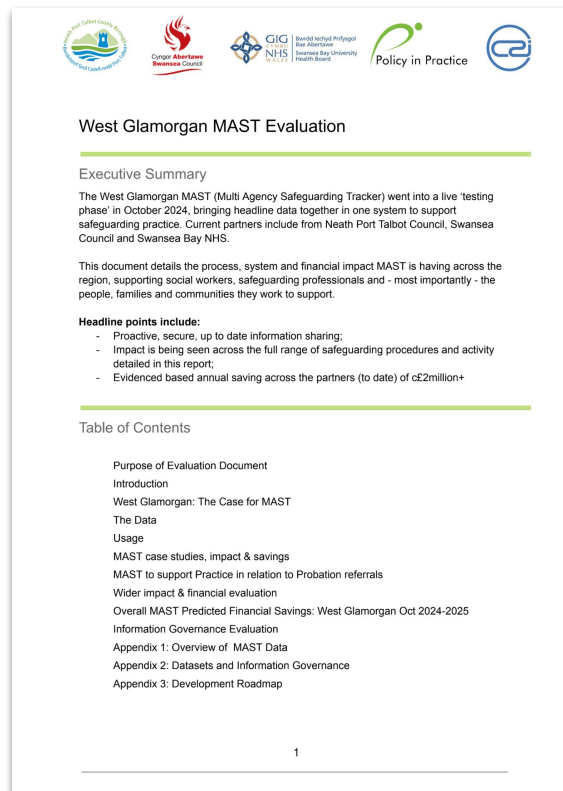 Neath Port Talbot County Borough Council
Cyngor Abertawe
Swansea Council
GIG
CYMRU
NHS
WALES
Bwrdd Iechyd Prifysgol
Bae Abertawe
Swansea Bay University
Health Board
Policy in Practice
West Glamorgan MAST Evaluation
Executive Summary
The West Glamorgan MAST (Multi Agency Safeguarding Tracker) went into a live ‘testing
phase’ in October 2024, bringing headline data together in one system to support
safeguarding practice. Current partners include from Neath Port Talbot Council, Swansea
Council and Swansea Bay NHS.
This document details the process, system and financial impact MAST is having across the
region, supporting social workers, safeguarding professionals and - most importantly - the
people, families and communities they work to support.
Headline points include:
- Proactive, secure, up to date information sharing;
- Impact is being seen across the full range of safeguarding procedures and activity
detailed in this report;
- Evidenced based annual saving across the partners (to date) of c£2million+
Table of Contents
Purpose of Evaluation Document
Introduction
West Glamorgan: The Case for MAST
The Data
Usage
MAST case studies, impact & savings
MAST to support Practice in relation to Probation referrals
Wider impact & financial evaluation
Overall MAST Predicted Financial Savings: West Glamorgan Oct 2024-2025
Information Governance Evaluation
Appendix 1: Overview of  MAST Data
Appendix 2: Datasets and Information Governance
Appendix 3: Development Roadmap
1